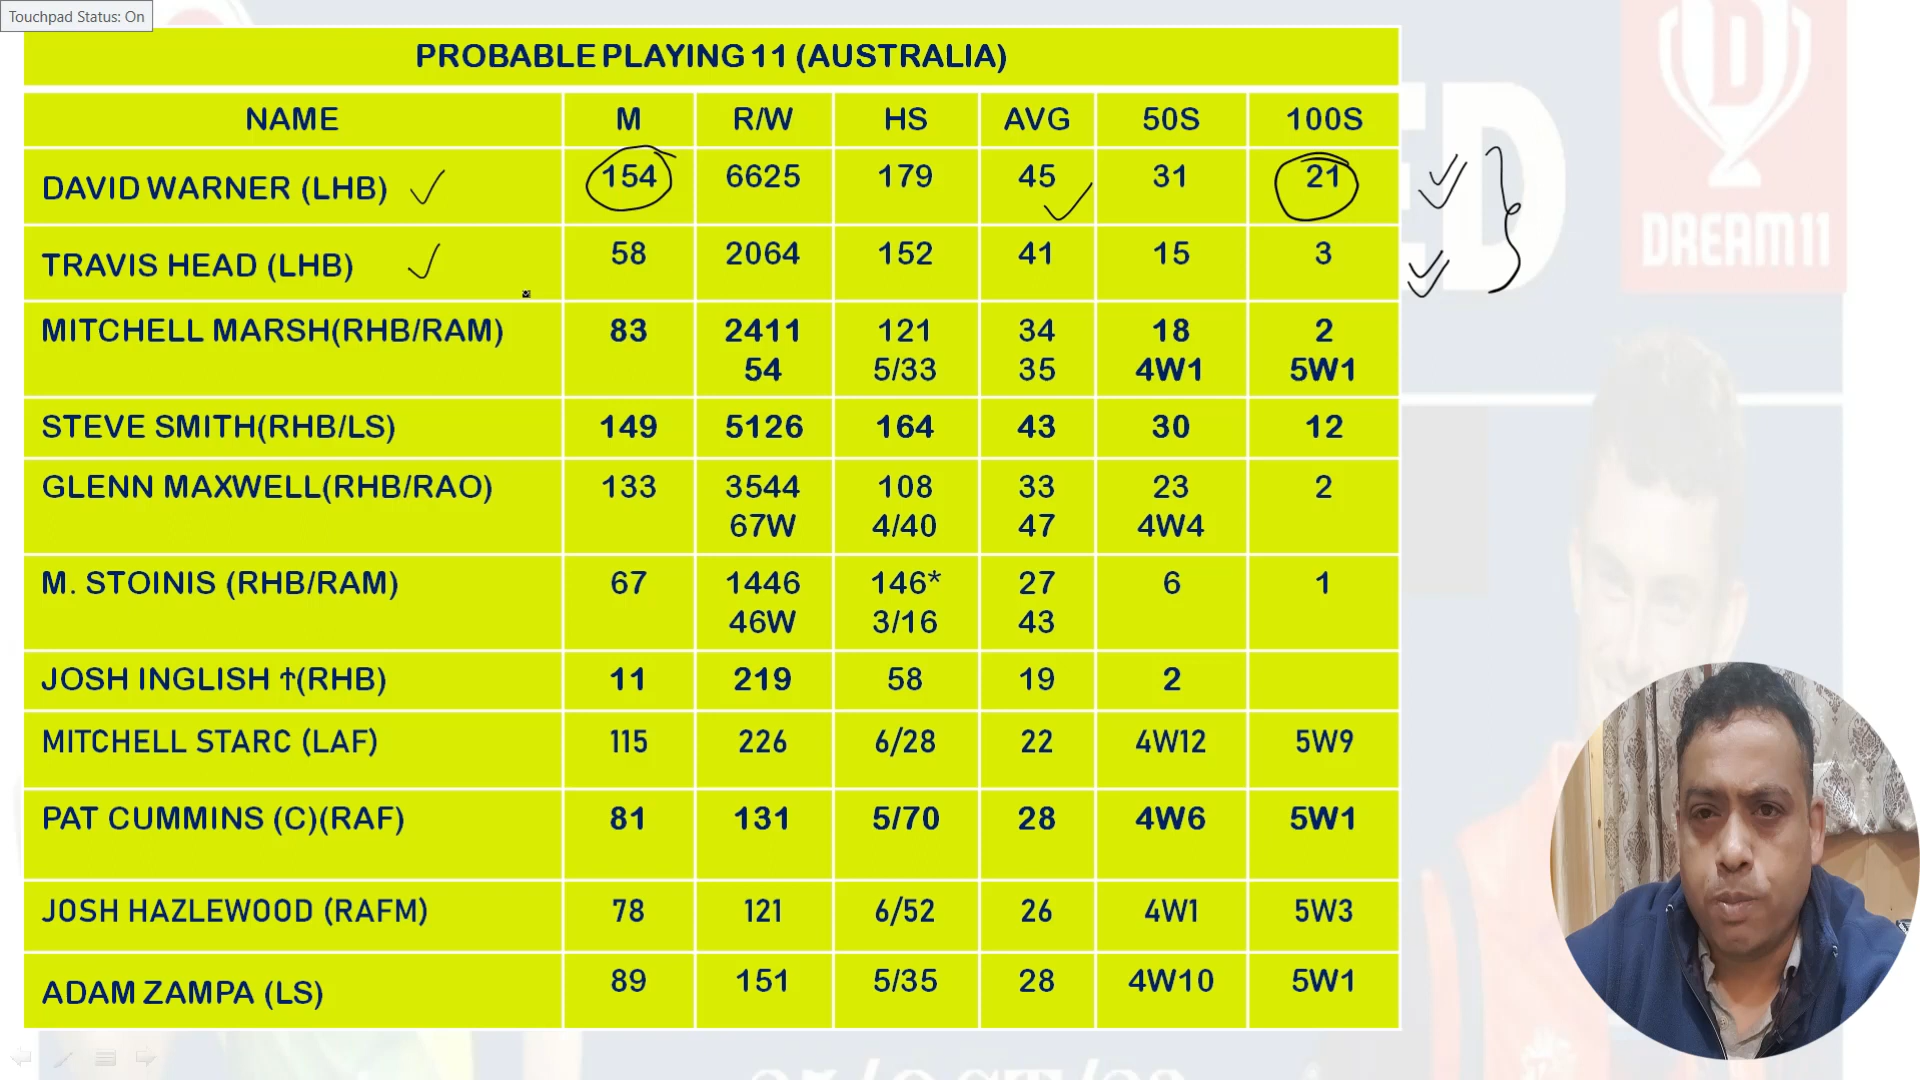 Touchpad Status: On
PROBABLE PLAYING 11 (AUSTRALIA)
NAME M R/W HS AVG 50S 100S
DAVID WARNER (LHB) 154 6625 179 45 31 21
TRAVIS HEAD (LHB) 58 2064 152 41 15 3
MITCHELL MARSH(RHB/RAM) 83 2411 121 34 18 2
54 5/33 35 4W1 5W1
STEVE SMITH(RHB/LS) 149 5126 164 43 30 12
GLENN MAXWELL(RHB/RAO) 133 3544 108 33 23 2
67W 4/40 47 4W4
M. STOINIS (RHB/RAM) 67 1446 146* 27 6 1
46W 3/16 43
JOSH INGLISH †(RHB) 11 219 58 19 2
MITCHELL STARC (LAF) 115 226 6/28 22 4W12 5W9
PAT CUMMINS (C)(RAF) 81 131 5/70 28 4W6 5W1
JOSH HAZLEWOOD (RAFM) 78 121 6/52 26 4W1 5W3
ADAM ZAMPA (LS) 89 151 5/35 28 4W10 5W1
D
DREAM11